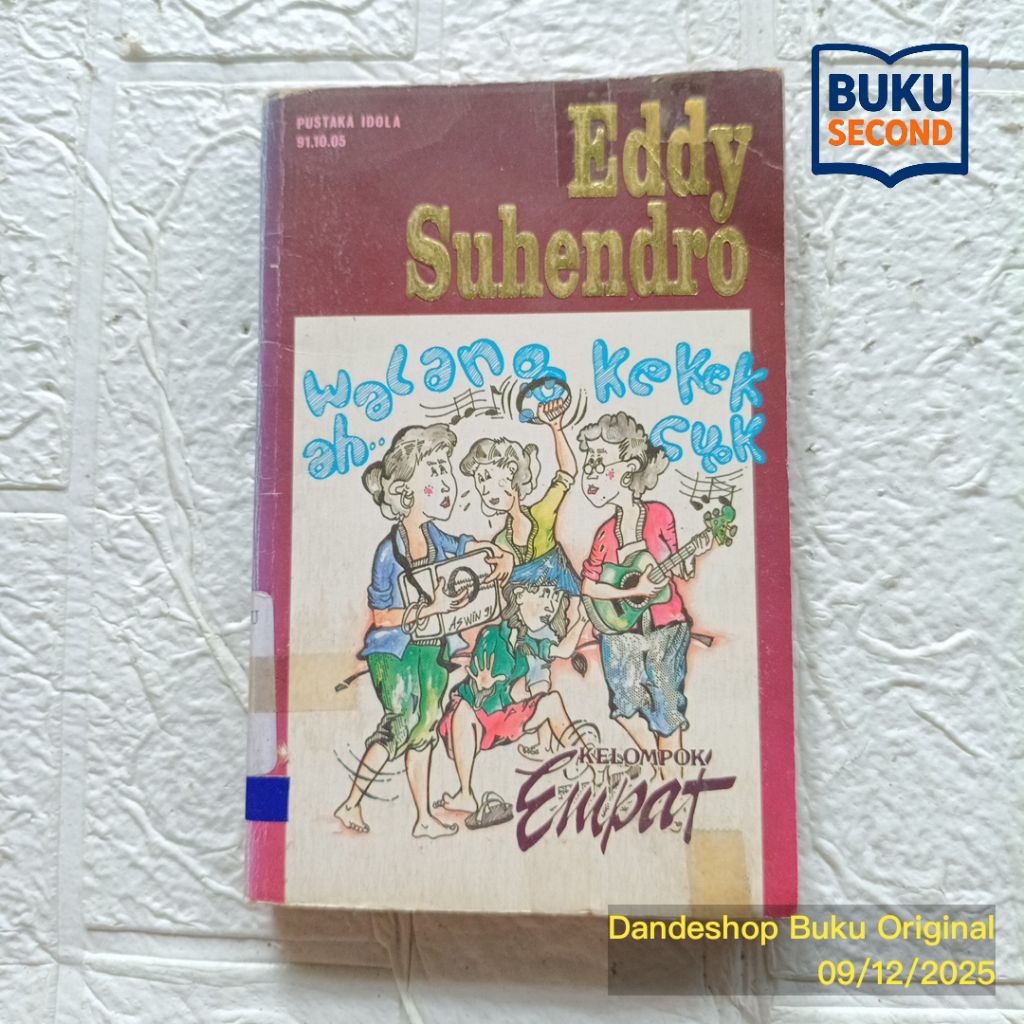 BUKU
SECOND
PUSTAKA IDOLA
91.10.05
Eddy
Suhendro
walang kekek
ah.. cuek
ASWIN 91
KELOMPOK
Empat
U
Dandeshop Buku Original
09/12/2025